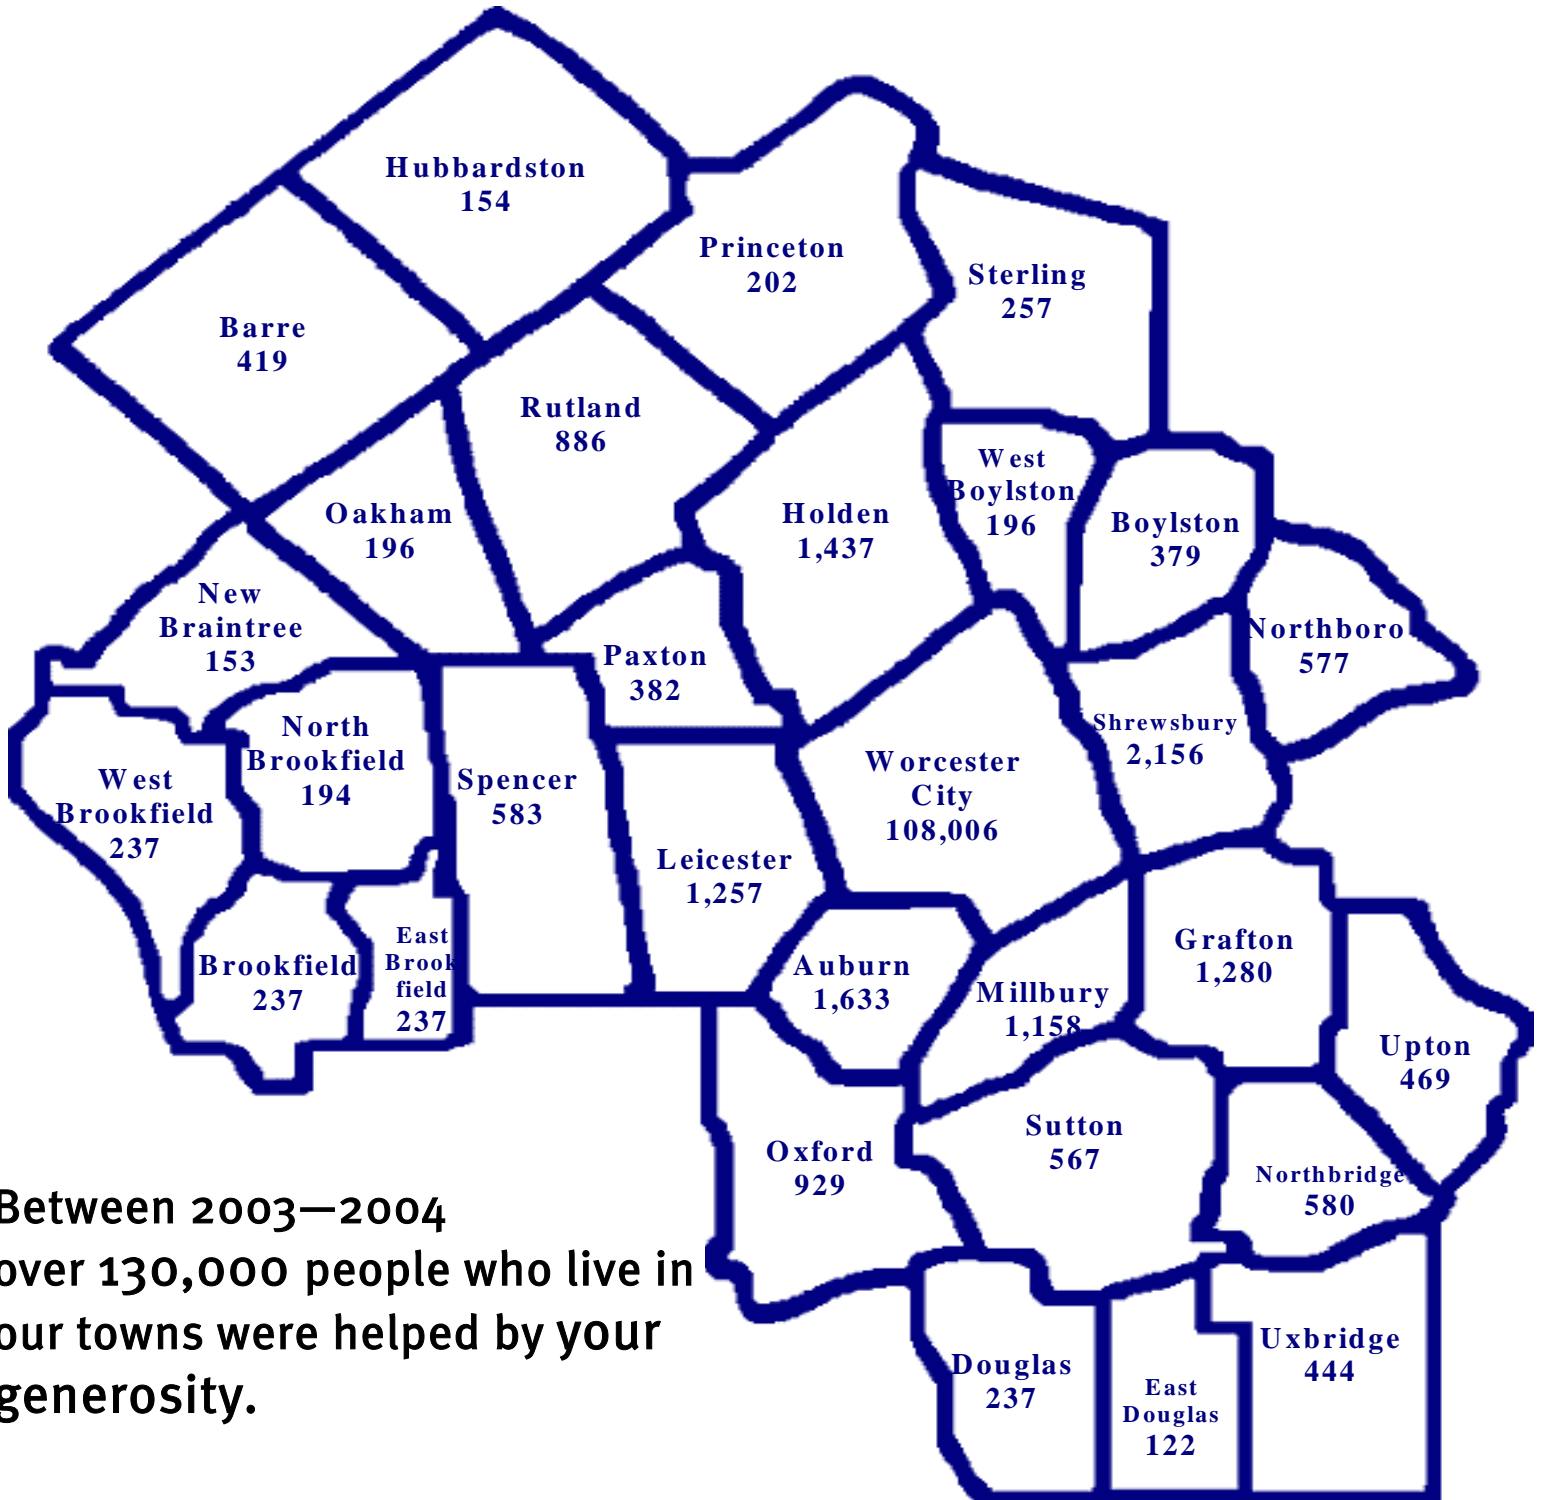 Hubbardston
154
Princeton
202
Sterling
257
Barre
419
Rutland
886
West
Boylston
196
Oakham
196
Holden
1,437
Boylston
379
New
Braintree
153
Northboro
577
Paxton
382
North
Brookfield
194
Shrewsbury
2,156
West
Brookfield
237
Spencer
583
Worcester
City
108,006
Leicester
1,257
East
Brook
field
237
Brookfield
237
Auburn
1,633
Grafton
1,280
Millbury
1,158
Upton
469
Sutton
567
Oxford
929
Northbridge
580
Between 2003—2004
over 130,000 people who live in
our towns were helped by your
generosity.
Uxbridge
444
Douglas
237
East
Douglas
122